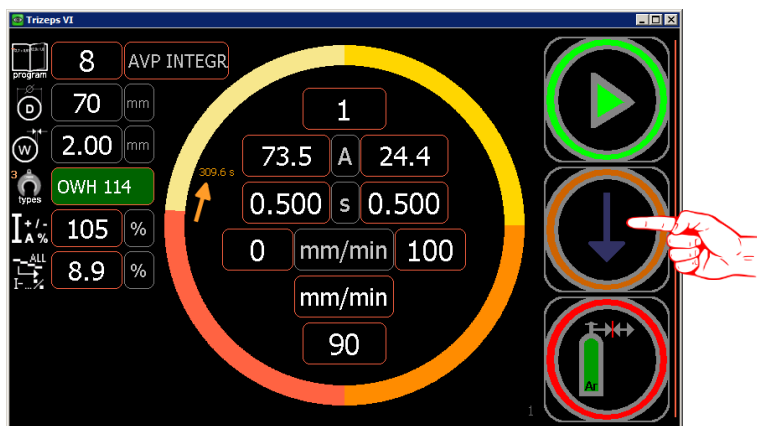 Trizeps VI
program
8
AVP INTEGR
D
70
mm
W
2.00
mm
3
types
OWH 114
I + / - A %
105
%
ALL
8.9
%
309.6 s
1
73.5 A 24.4
0.500 s 0.500
0 mm/min 100
mm/min
90
Ar
1